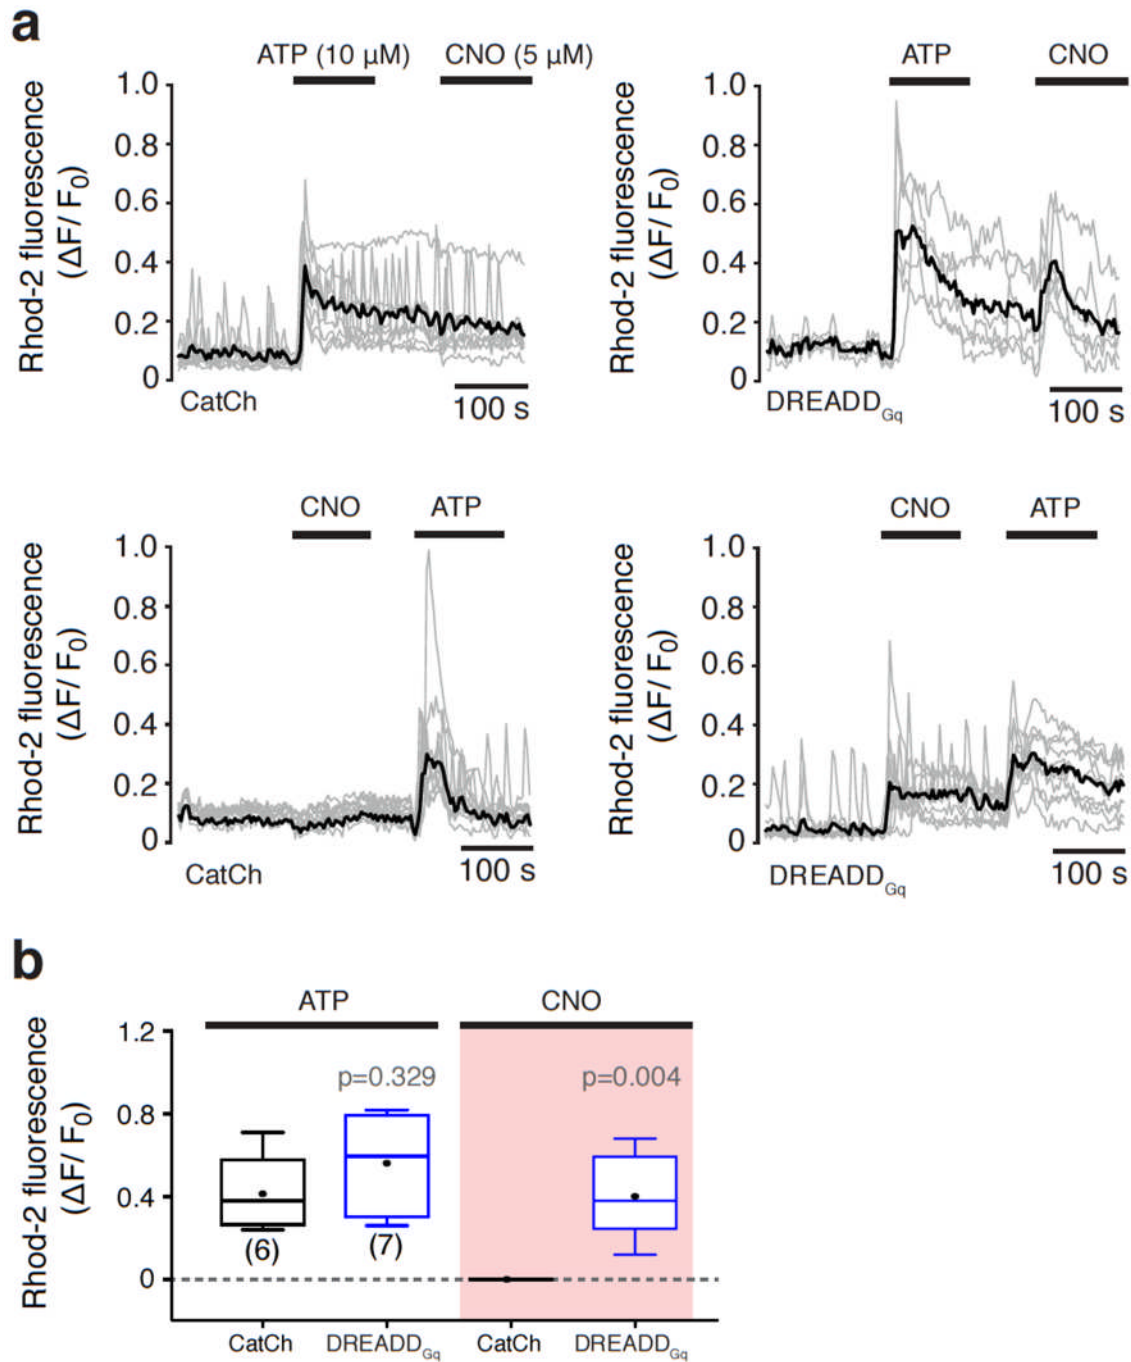 a
ATP (10 µM) CNO (5 µM)
Rhod-2 fluorescence
(ΔF/ F0)
1.0
0.8
0.6
0.4
0.2
0
CatCh
100 s
ATP CNO
Rhod-2 fluorescence
(ΔF/ F0)
1.0
0.8
0.6
0.4
0.2
0
DREADDGq
100 s
CNO ATP
Rhod-2 fluorescence
(ΔF/ F0)
1.0
0.8
0.6
0.4
0.2
0
CatCh
100 s
CNO ATP
Rhod-2 fluorescence
(ΔF/ F0)
1.0
0.8
0.6
0.4
0.2
0
DREADDGq
100 s
b
ATP CNO
Rhod-2 fluorescence
(ΔF/ F0)
1.2
0.8
0.4
0
p=0.329 p=0.004
(6) (7)
CatCh DREADDGq CatCh DREADDGq